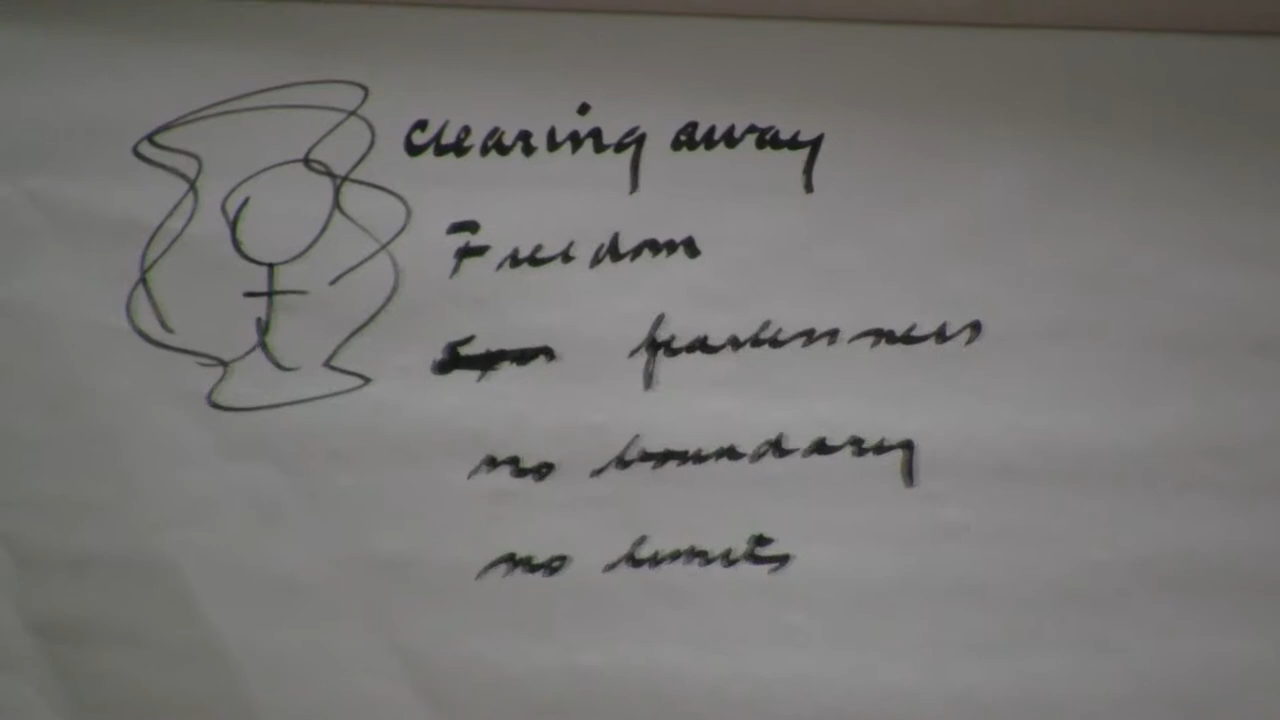 clearing away
Freedom
fearlessness
no boundary
no limits